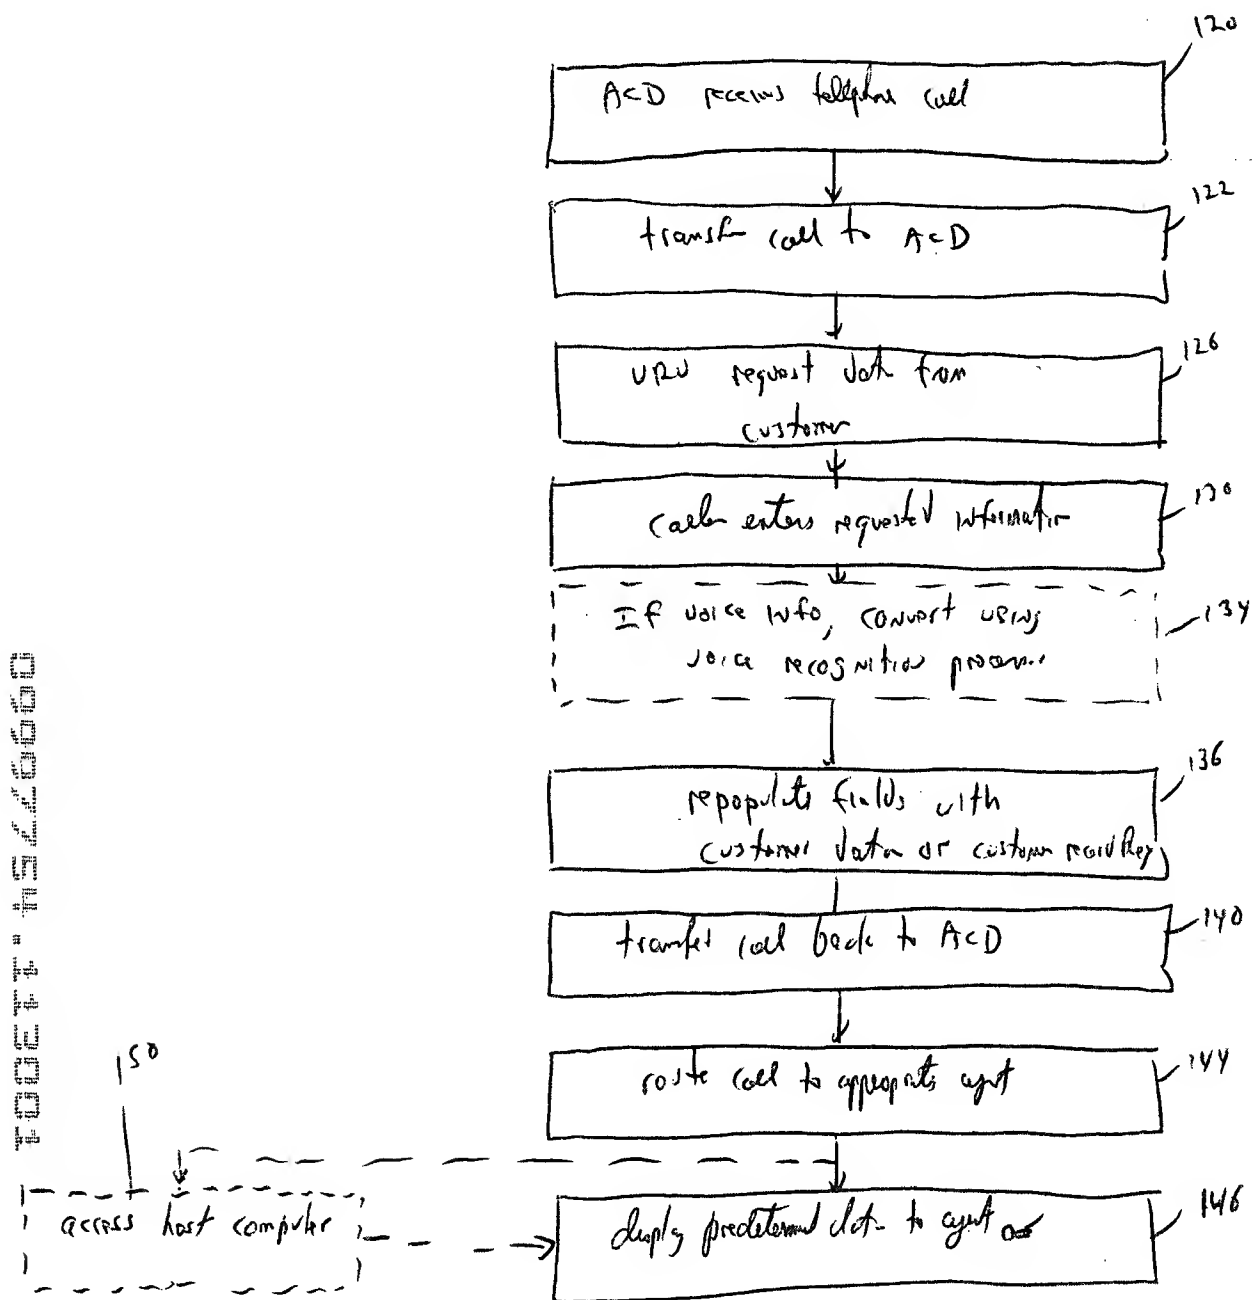 120
ACD receives telephone call
122
transfer call to ACD
126
VRU request data from
customer
130
caller enters requested information
134
If voice info, convert using
voice recognition process
136
repopulate fields with
customer data or customer record key
140
transfer call back to ACD
144
route call to appropriate agent
150
access host computer
146
display predetermined data to agent
09997754.113001